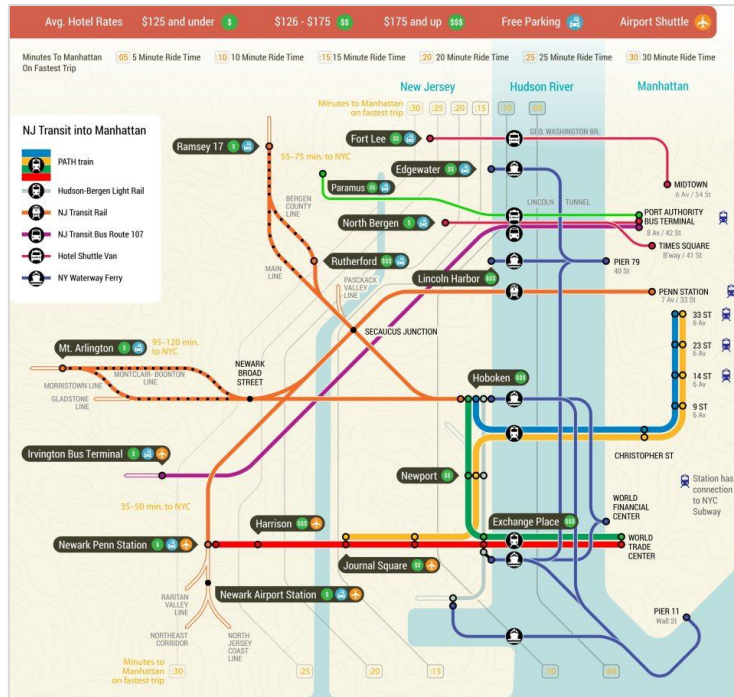 Avg. Hotel Rates $125 and under $ $126 - $175 $$ $175 and up $$$ Free Parking Airport Shuttle
Minutes To Manhattan
On Fastest Trip
:05 5 Minute Ride Time :10 10 Minute Ride Time :15 15 Minute Ride Time :20 20 Minute Ride Time :25 25 Minute Ride Time :30 30 Minute Ride Time
New Jersey Hudson River Manhattan
Minutes to Manhattan
on fastest trip
:30 :25 :20 :15 :10 :05
NJ Transit into Manhattan
PATH train
Hudson-Bergen Light Rail
NJ Transit Rail
NJ Transit Bus Route 107
Hotel Shuttle Van
NY Waterway Ferry
Ramsey 17 $
Fort Lee $$
GEO. WASHINGTON BR.
55–75 min. to NYC
Edgewater $$
Paramus $$
MIDTOWN
6 Av / 54 St
BERGEN
COUNTY
LINE
LINCOLN TUNNEL
North Bergen $
PORT AUTHORITY
BUS TERMINAL
8 Av / 42 St
TIMES SQUARE
B'way / 41 St
MAIN
LINE
Rutherford $$$
PASCKACK
VALLEY
LINE
Lincoln Harbor $$$
PIER 79
40 St
PENN STATION
7 Av / 33 St
SECAUCUS JUNCTION
33 ST
6 Av
23 ST
6 Av
14 ST
6 Av
9 ST
6 Av
Mt. Arlington $
95–120 min.
to NYC
NEWARK
BROAD
STREET
MONTCLAIR- BOONTON
LINE
MORRISTOWN LINE
GLADSTONE
LINE
Hoboken $$$
CHRISTOPHER ST
Irvington Bus Terminal $
Newport $$
Station has
connection
to NYC
Subway
35–50 min. to NYC
WORLD
FINANCIAL
CENTER
Harrison $$$
Exchange Place $$$
Newark Penn Station $
WORLD
TRADE
CENTER
Journal Square $$
Newark Airport Station $
RARITAN
VALLEY
LINE
NORTHEAST
CORRIDOR
NORTH
JERSEY
COAST
LINE
PIER 11
Wall St
Minutes to
Manhattan
on fastest trip
:30 :25 :20 :15 :10 :05